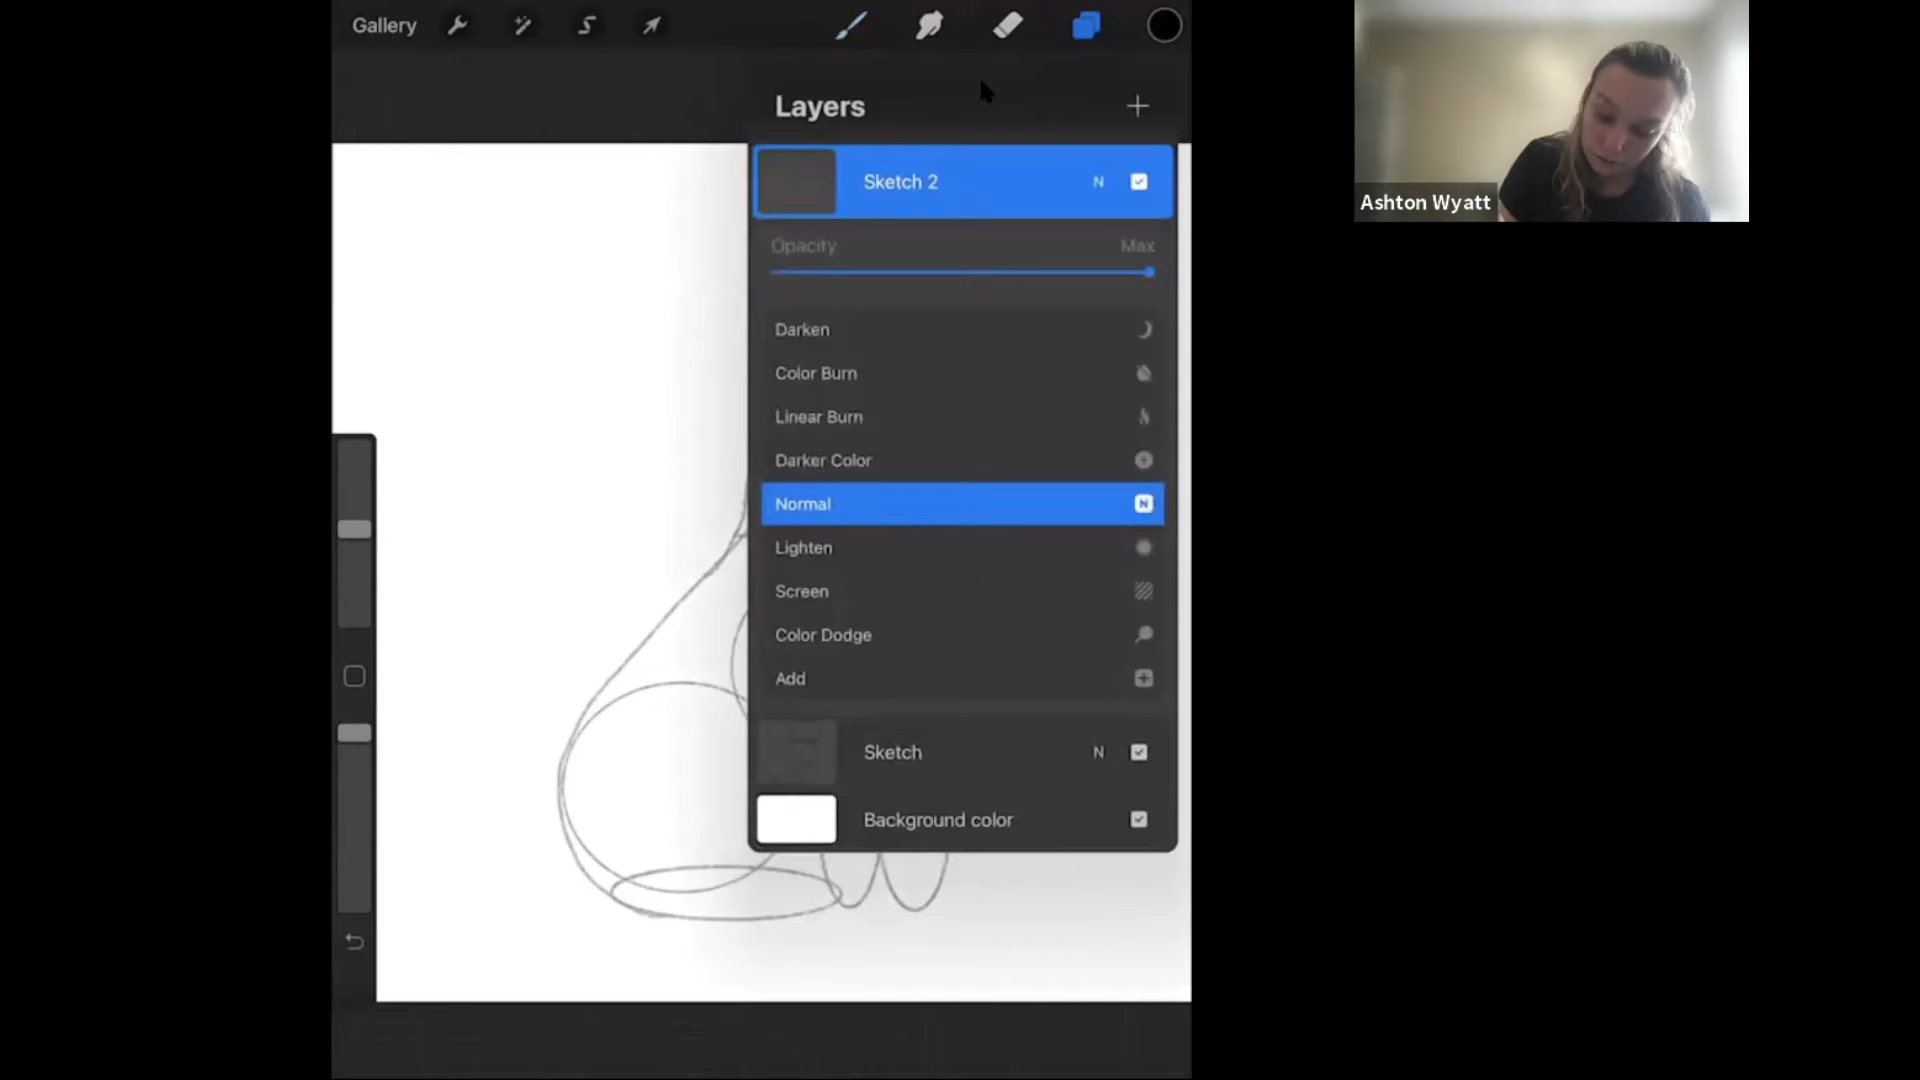 Gallery
Layers
Sketch 2 N
Opacity Max
Darken
Color Burn
Linear Burn
Darker Color
Normal N
Lighten
Screen
Color Dodge
Add
Sketch N
Background color
Ashton Wyatt